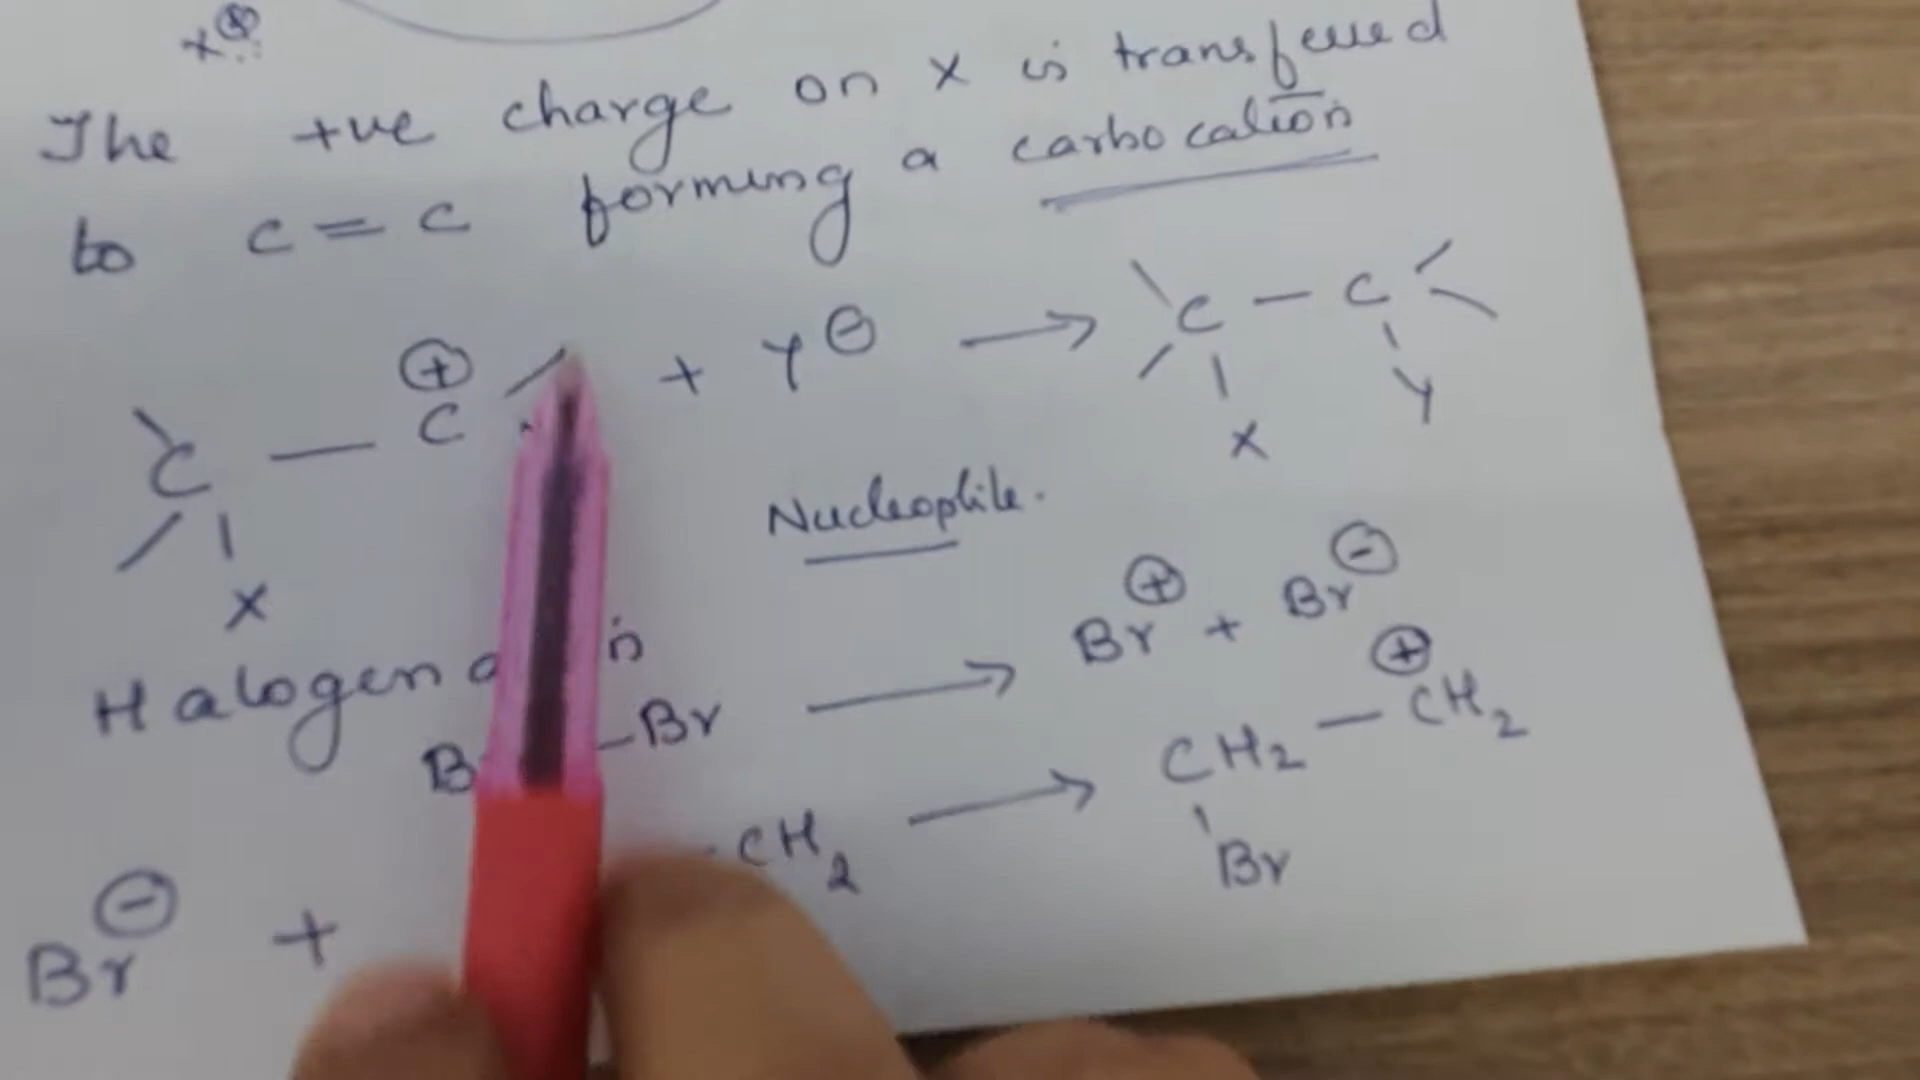 x⊕
The +ve charge on x is transferred
to C = C forming a carbocation
C — C⊕ + Y⊖ → C — C
X X Y
Nucleophile.
Halogen
Br → Br⊕ + Br⊖
Br⊖ + CH₂ → CH₂ — CH₂⊕
Br